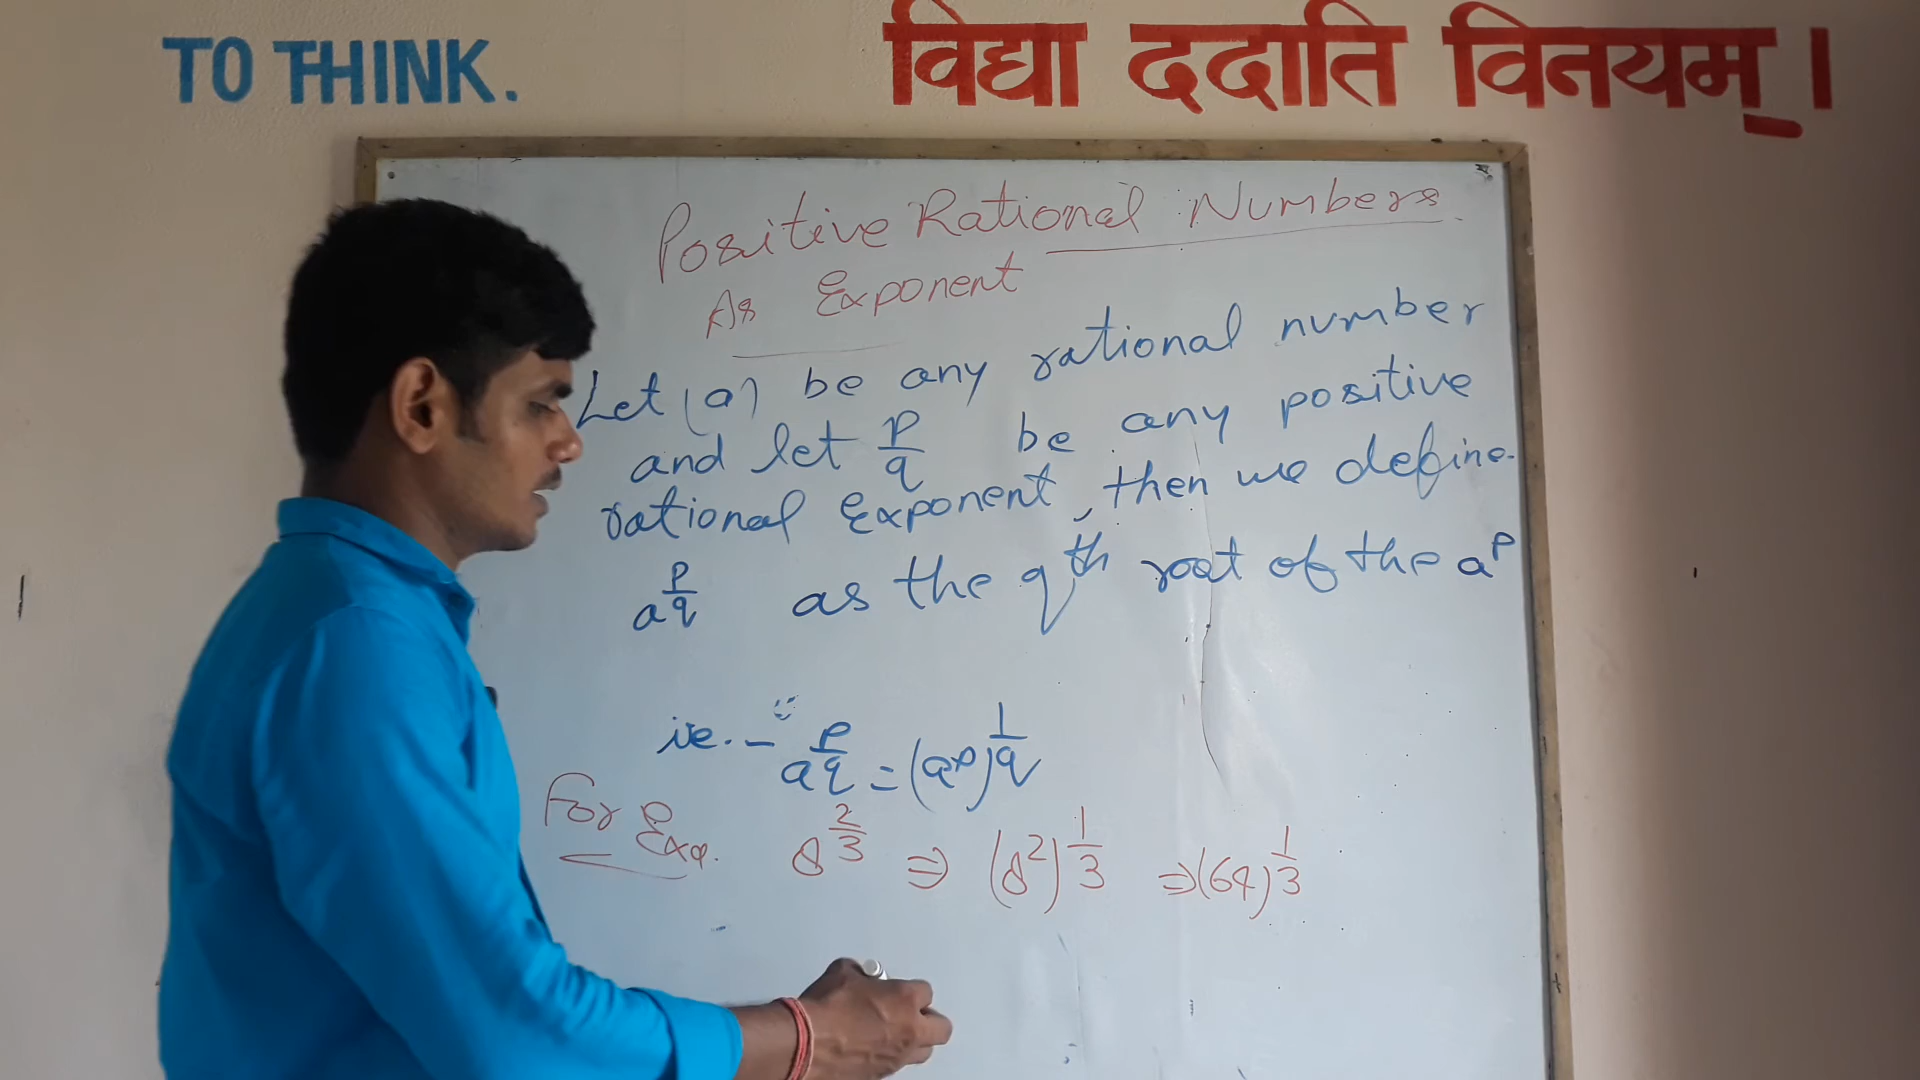 TO THINK.
विद्या ददाति विनयम्।
Positive Rational Numbers
As Exponent
Let (a) be any rational number
and let p/q be any positive
rational Exponent, then we define
a^(p/q) as the qth root of the a^p
i.e. - a^(p/q) = (a^p)^(1/q)
For Exa. 8^(2/3) ⇒ (8^2)^(1/3) ⇒ (64)^(1/3)